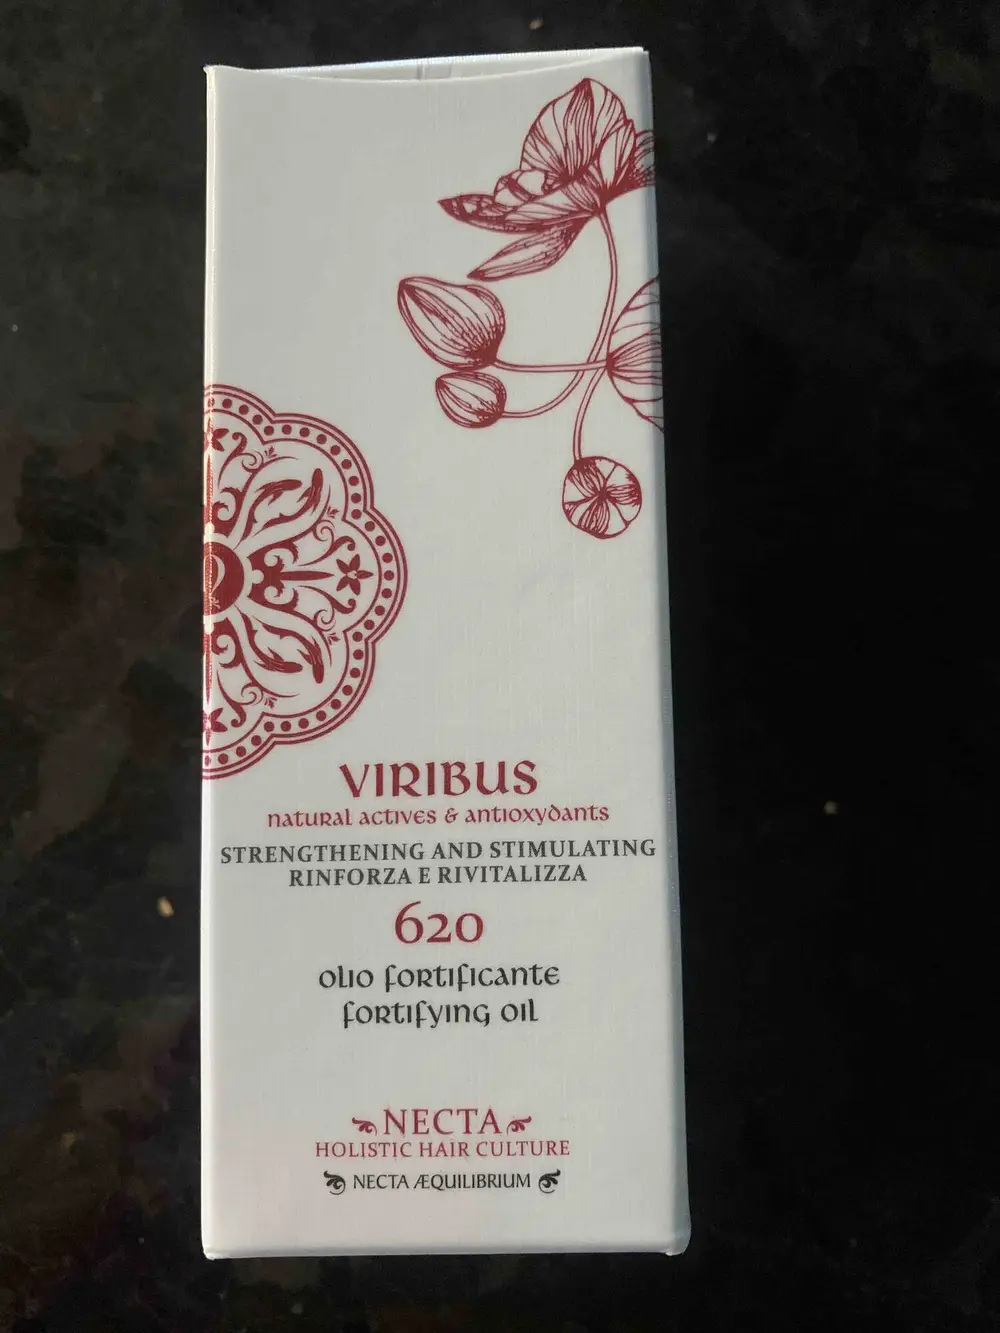 VIRIBUS
natural actives & antioxydants
STRENGTHENING AND STIMULATING
RINFORZA E RIVITALIZZA
620
olio fortificante
fortifying oil
NECTA
HOLISTIC HAIR CULTURE
NECTA ÆQUILIBRIUM